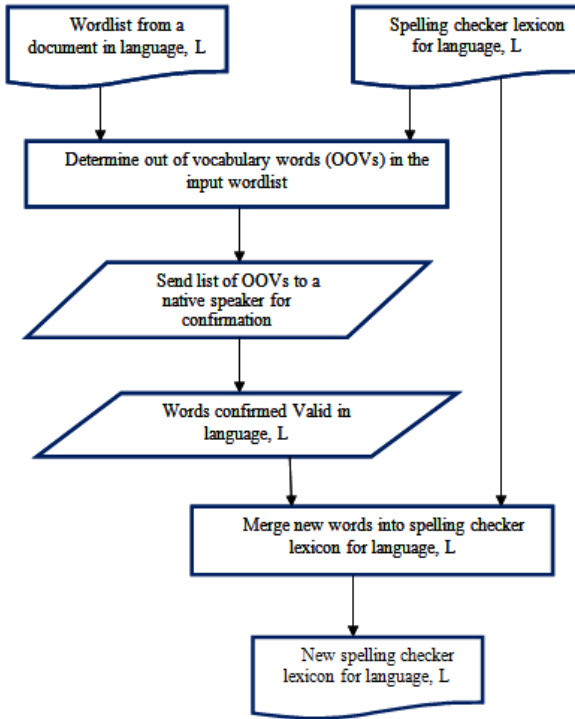 Wordlist from a
document in language, L
Spelling checker lexicon
for language, L
Determine out of vocabulary words (OOVs) in the
input wordlist
Send list of OOVs to a
native speaker for
confirmation
Words confirmed Valid in
language, L
Merge new words into spelling checker
lexicon for language, L
New spelling checker
lexicon for language, L